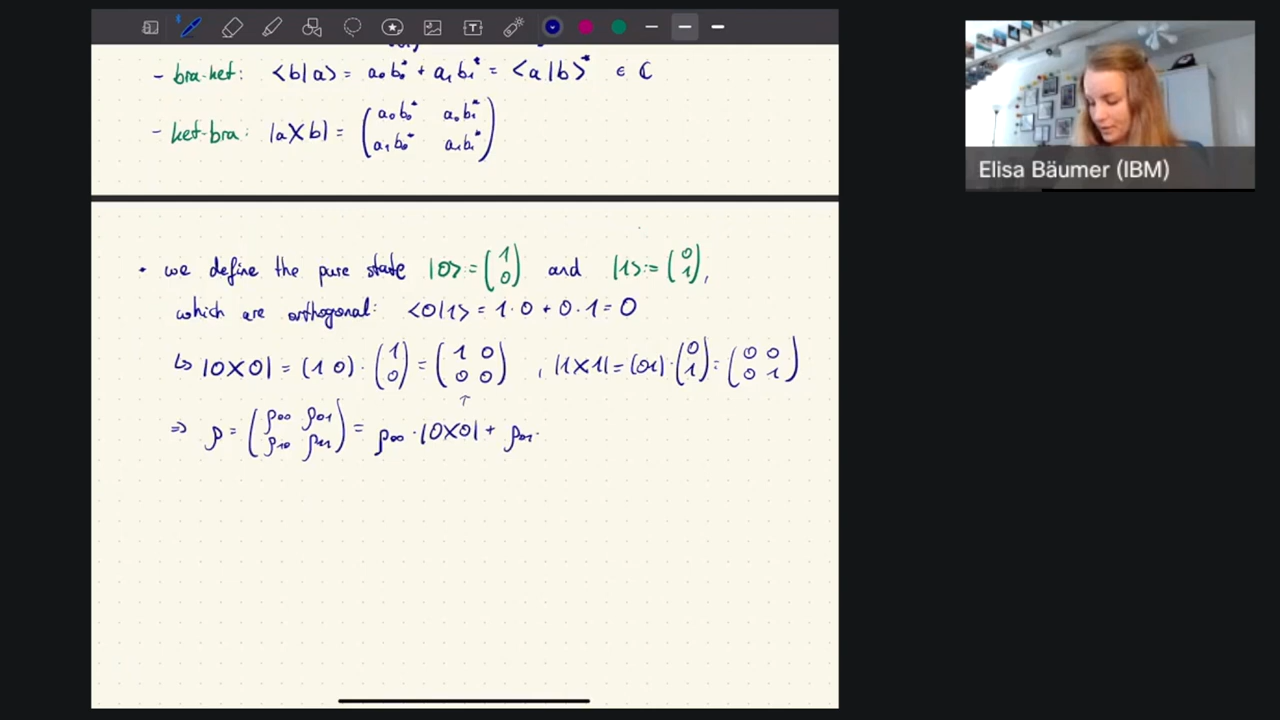 - bra-ket: <b|a> = a₀b₀* + a₁b₁* = <a|b>* ∈ ℂ
- ket-bra: |a><b| = (a₀b₀* a₀b₁*
a₁b₀* a₁b₁*)
• we define the pure state |0> := (1 0) and |1> := (0 1),
which are orthogonal: <0|1> = 1·0 + 0·1 = 0
↳ |0><0| = (1 0)·(1 0) = (1 0 0 0), |1><1| = (0 1)·(0 1) = (0 0 0 1)
↑
⇒ ρ = (ρ₀₀ ρ₀₁ ρ₁₀ ρ₁₁) = ρ₀₀·|0><0| + ρ₀₁·
Elisa Bäumer (IBM)